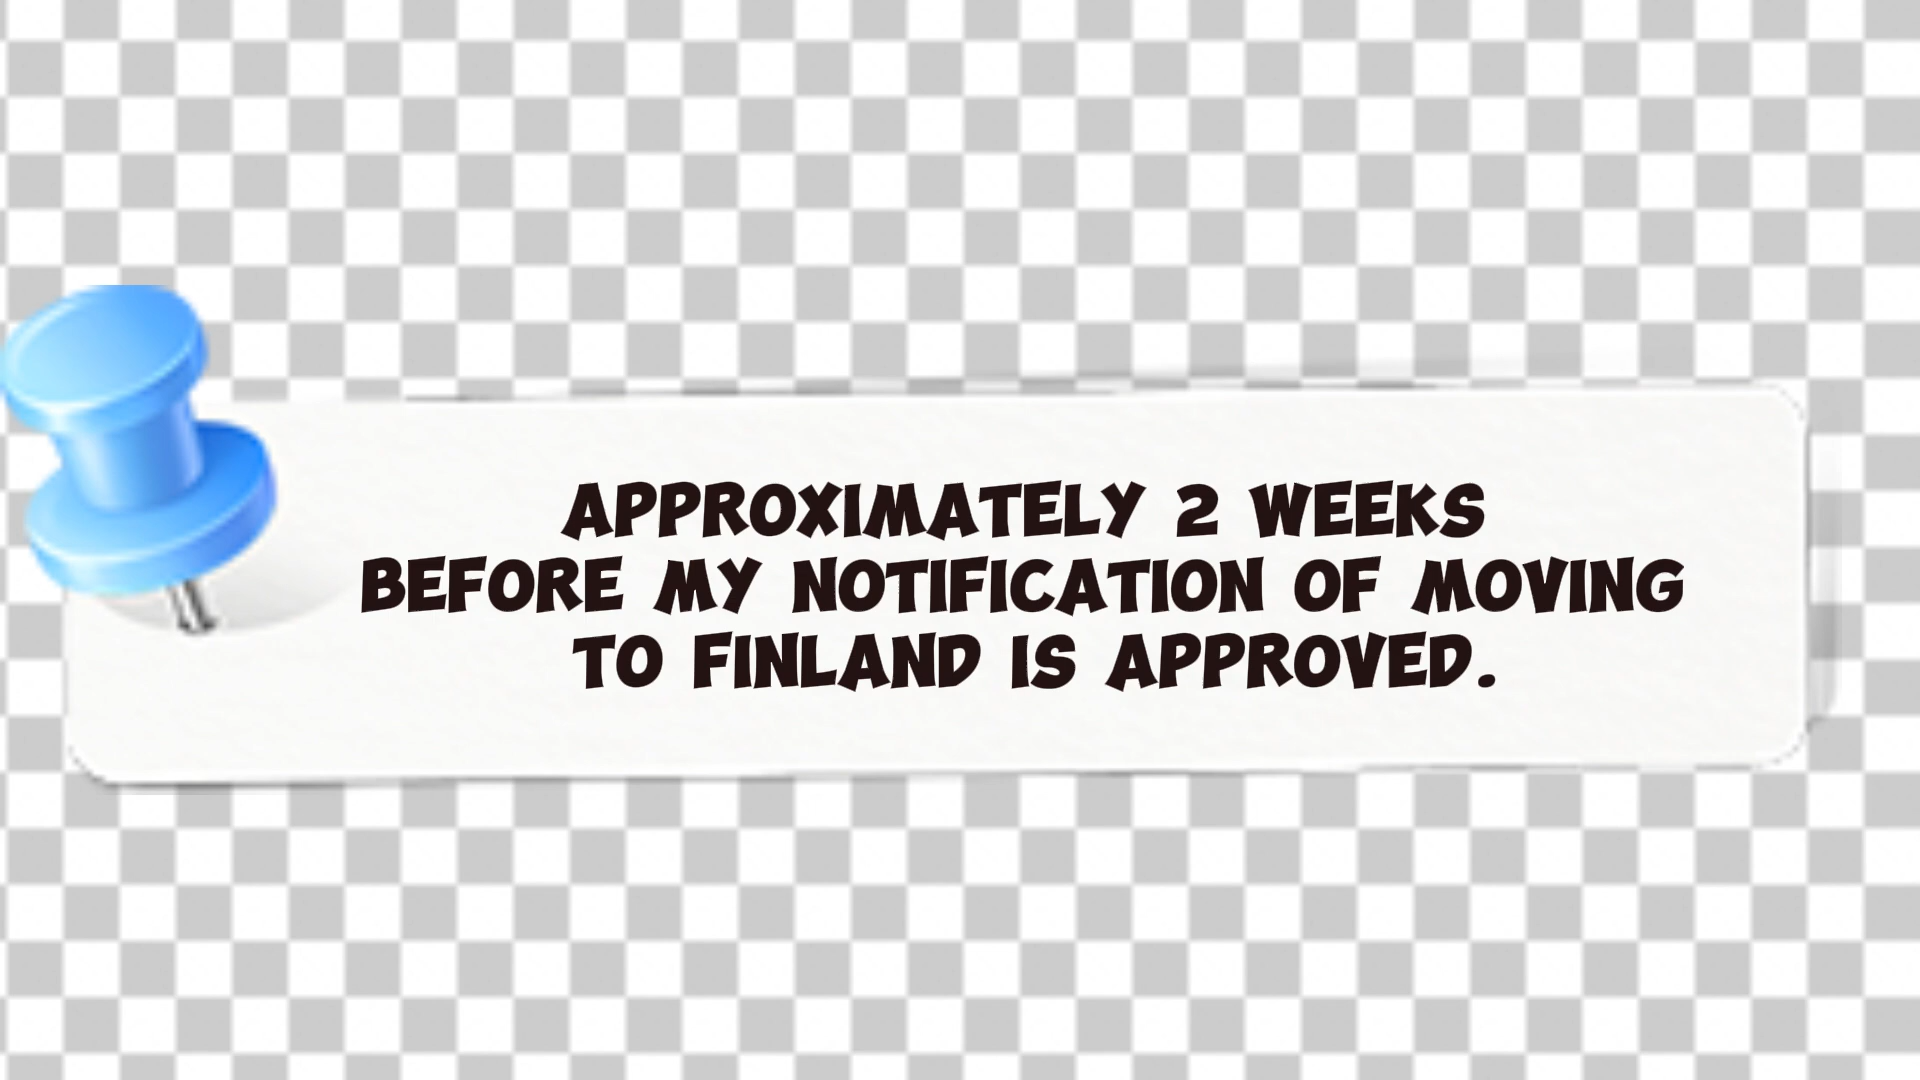 APPROXIMATELY 2 WEEKS
BEFORE MY NOTIFICATION OF MOVING
TO FINLAND IS APPROVED.